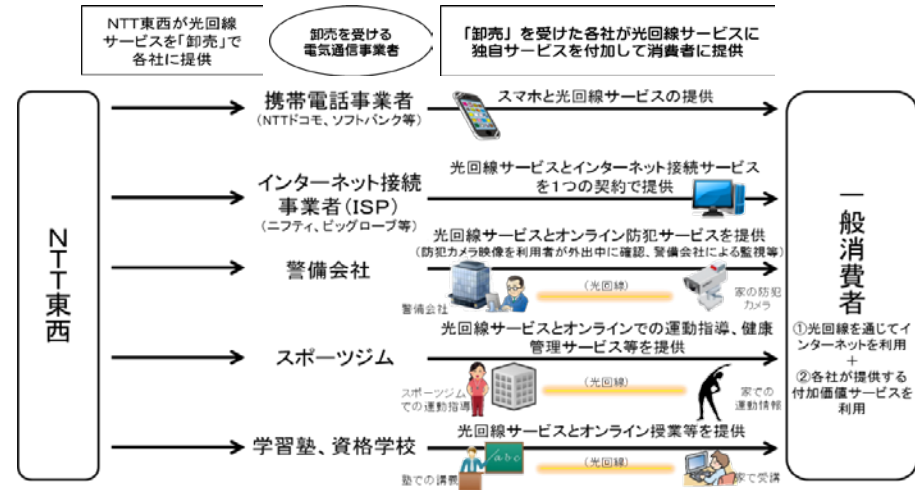 NTT東西が光回線
サービスを「卸売」で
各社に提供
卸売を受ける
電気通信事業者
「卸売」を受けた各社が光回線サービスに
独自サービスを付加して消費者に提供
NTT東西
携帯電話事業者
(NTTドコモ、ソフトバンク等)
スマホと光回線サービスの提供
インターネット接続
事業者(ISP)
(ニフティ、ビッグローブ等)
光回線サービスとインターネット接続サービス
を1つの契約で提供
警備会社
光回線サービスとオンライン防犯サービスを提供
(防犯カメラ映像を利用者が外出中に確認、警備会社による監視等)
警備会社
(光回線)
家の防犯
カメラ
スポーツジム
光回線サービスとオンラインでの運動指導、健康
管理サービス等を提供
スポーツジム
での運動指導
(光回線)
家での
運動情報
学習塾、資格学校
光回線サービスとオンライン授業等を提供
塾での講義
abc
(光回線)
家で受講
一般消費者
①光回線を通じてイ
ンターネットを利用
+
②各社が提供する
付加価値サービスを
利用